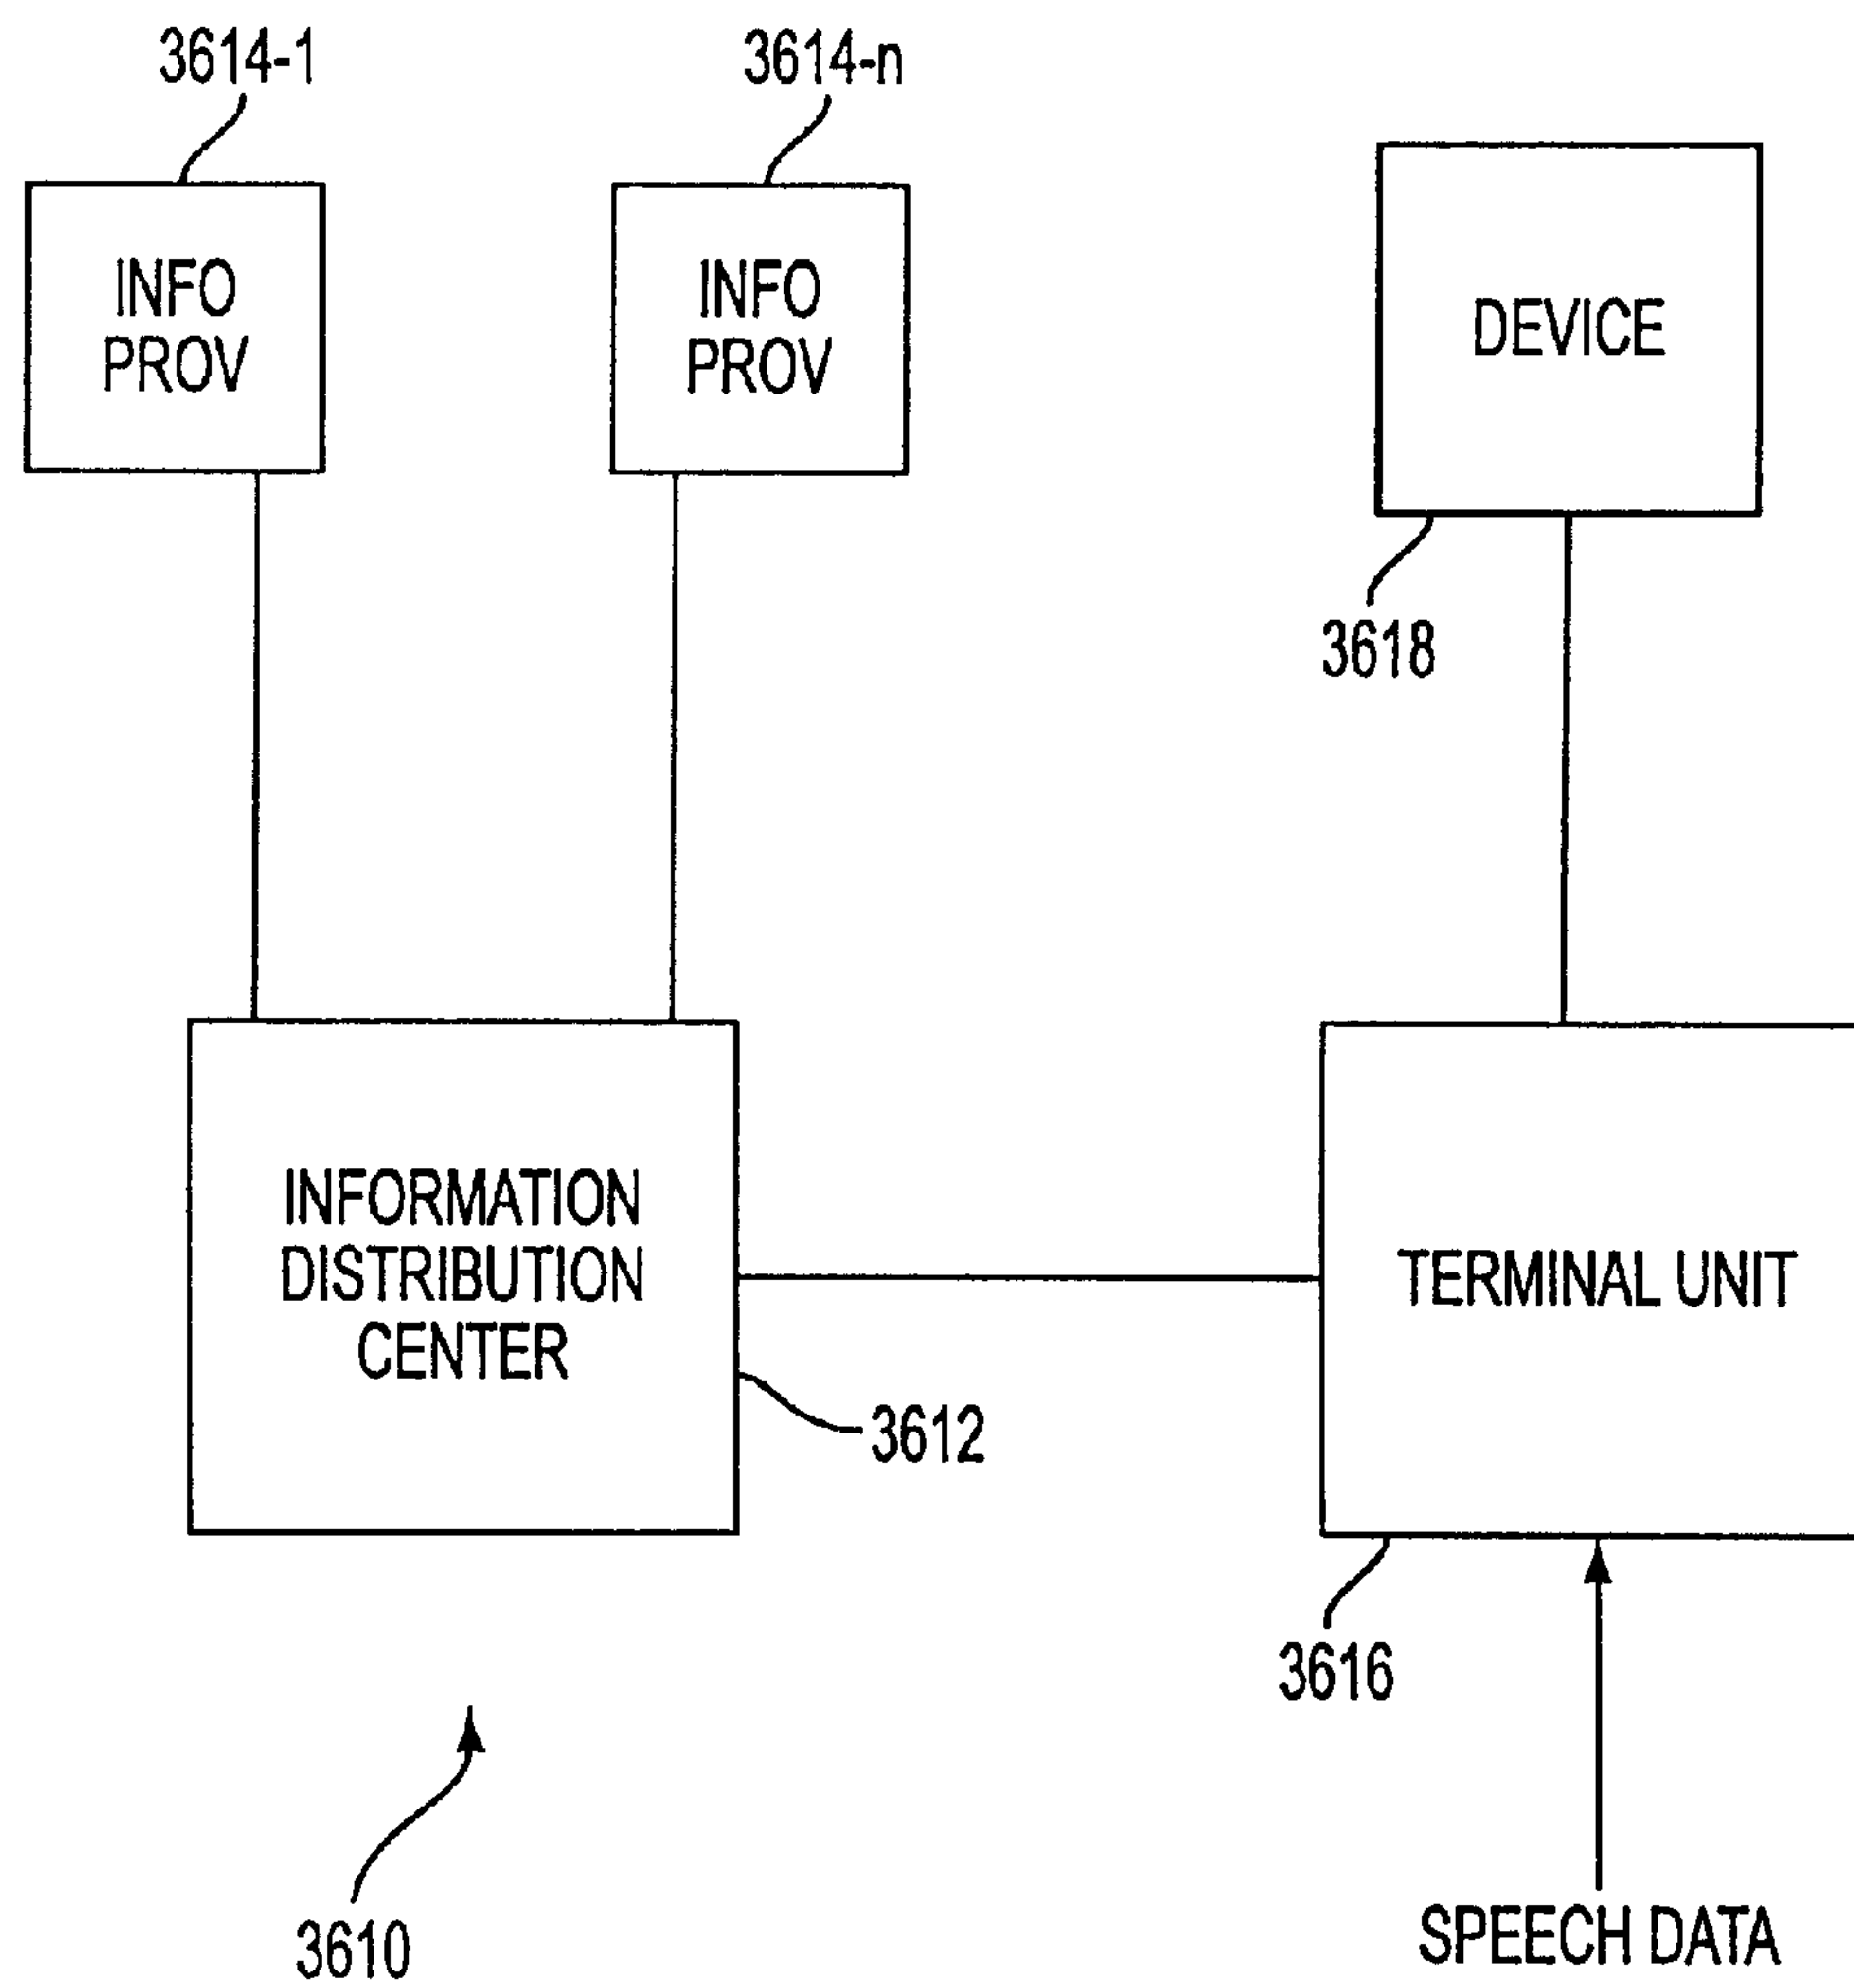 3614-1
3614-n
INFO
PROV
INFO
PROV
DEVICE
3618
INFORMATION
DISTRIBUTION
CENTER
TERMINAL UNIT
3612
3616
3610
SPEECH DATA